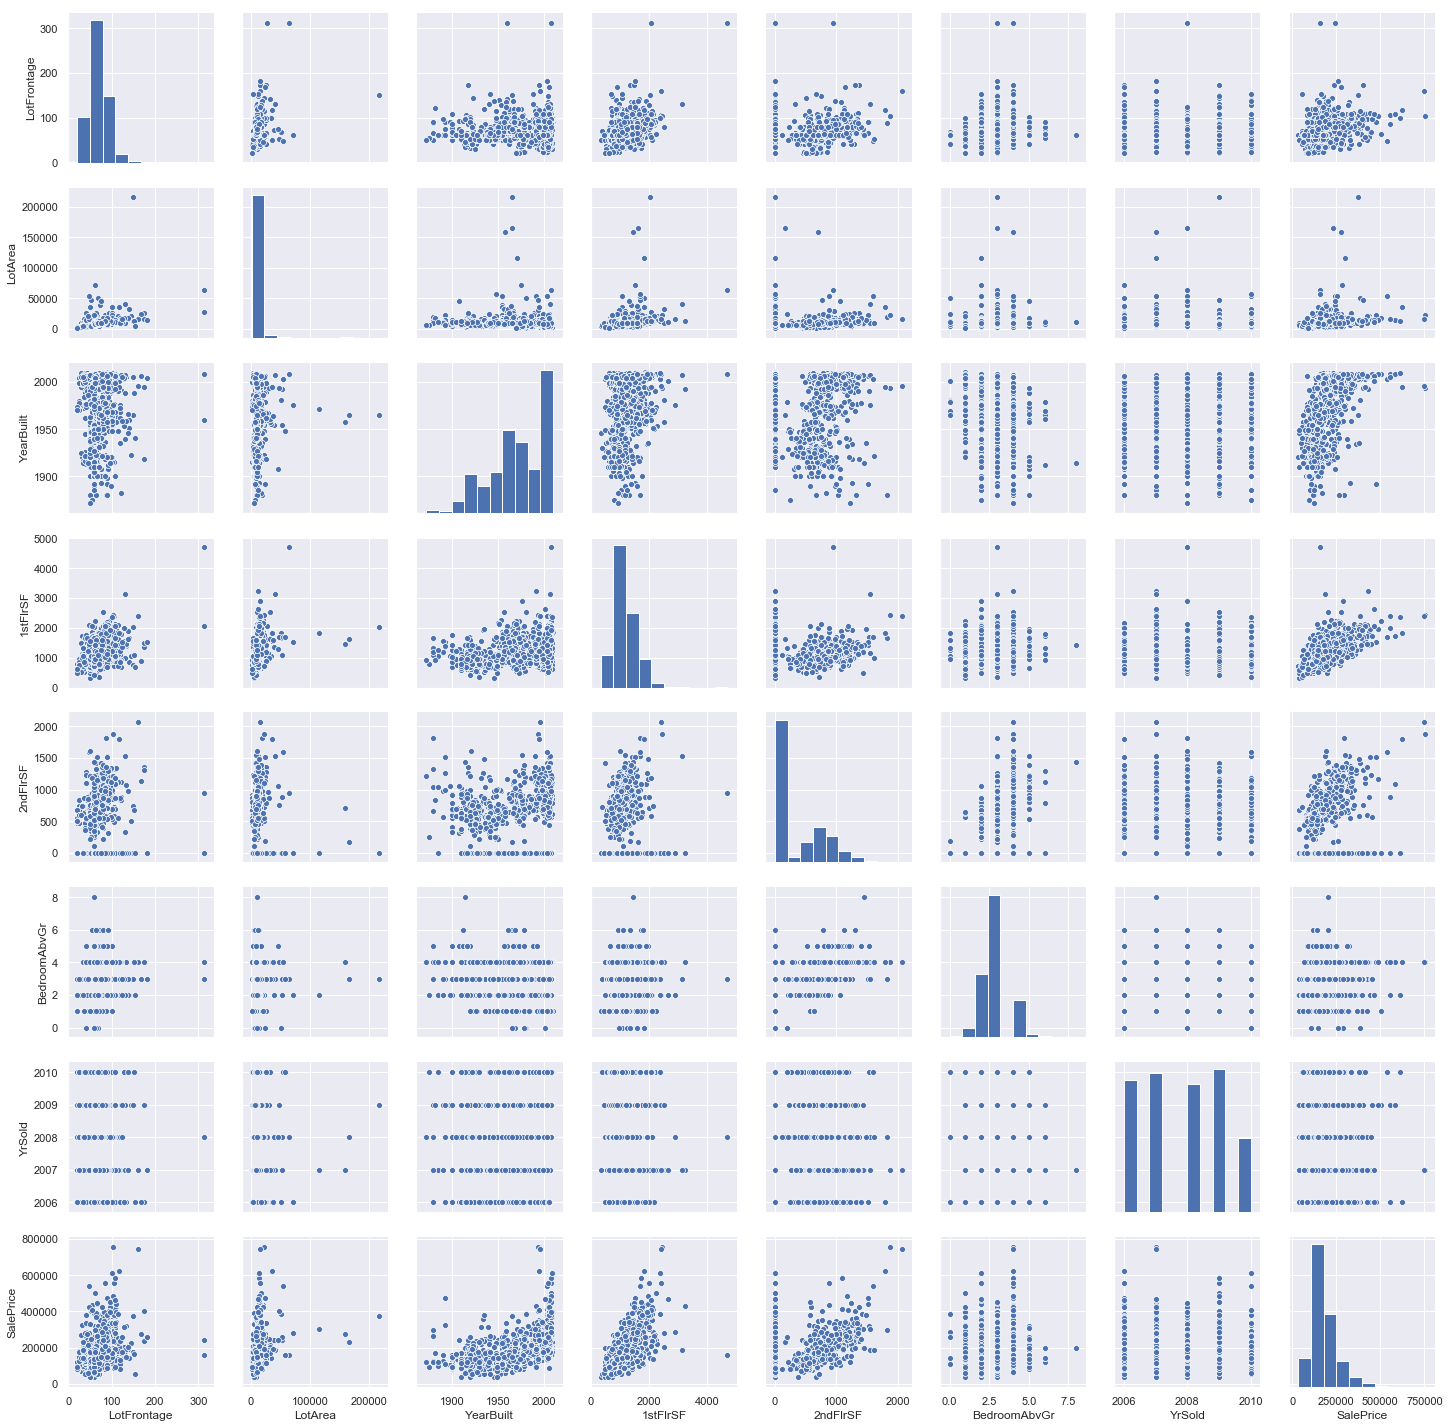 LotFrontage
300
200
100
0
LotArea
200000
150000
100000
50000
0
YearBuilt
2000
1950
1900
1stFlrSF
5000
4000
3000
2000
1000
0
2ndFlrSF
2000
1500
1000
500
0
BedroomAbvGr
8
6
4
2
0
YrSold
2010
2009
2008
2007
2006
SalePrice
800000
600000
400000
200000
0
0 100 200 300
0 100000 200000
1900 1950 2000
0 2000 4000
0 1000 2000
0.0 2.5 5.0 7.5
2006 2008 2010
0 250000 500000 750000
LotFrontage LotArea YearBuilt 1stFlrSF 2ndFlrSF BedroomAbvGr YrSold SalePrice